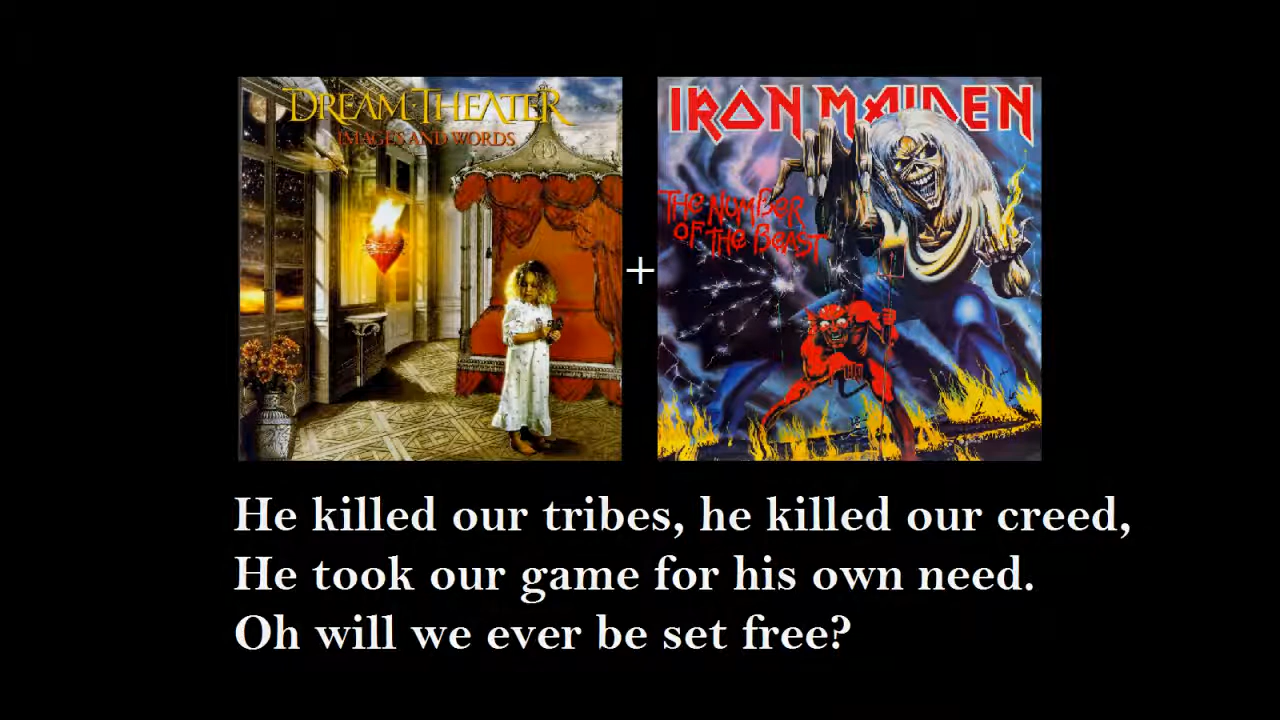 DREAM THEATER
IMAGES AND WORDS
+
IRON MAIDEN
THE NUMBER
OF THE BEAST
He killed our tribes, he killed our creed,
He took our game for his own need.
Oh will we ever be set free?